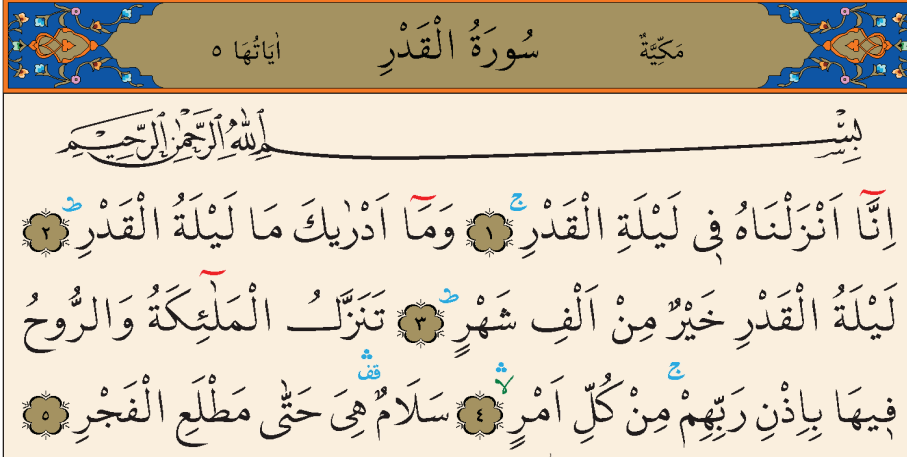 مَكِّيَّةٌ سُورَةُ الْقَدْرِ اٰيَاتُهَا ٥
بِسْمِ اللّٰهِ الرَّحْمٰنِ الرَّحِيمِ
اِنَّٓا اَنْزَلْنَاهُ فِي لَيْلَةِ الْقَدْرِۚ ﴿١﴾ وَمَٓا اَدْرٰيكَ مَا لَيْلَةُ الْقَدْرِۜ ﴿٢﴾
لَيْلَةُ الْقَدْرِ خَيْرٌ مِنْ اَلْفِ شَهْرٍۜ ﴿٣﴾ تَنَزَّلُ الْمَلٰٓئِكَةُ وَالرُّوحُ
فِيهَا بِاِذْنِ رَبِّهِمْۚ مِنْ كُلِّ اَمْرٍۙۛ ﴿٤﴾ سَلَامٌ۠ۛ هِيَ حَتّٰى مَطْلَعِ الْفَجْرِ ﴿٥﴾